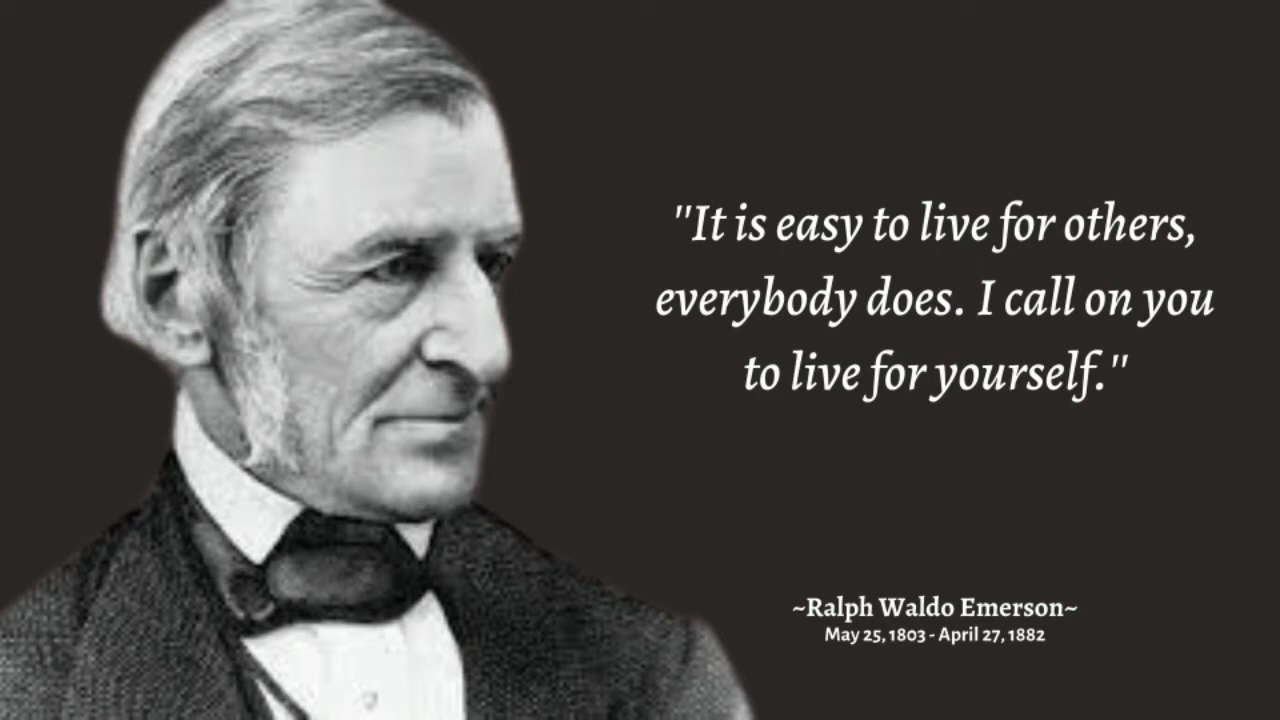 "It is easy to live for others,
everybody does. I call on you
to live for yourself."
~Ralph Waldo Emerson~
May 25, 1803 - April 27, 1882